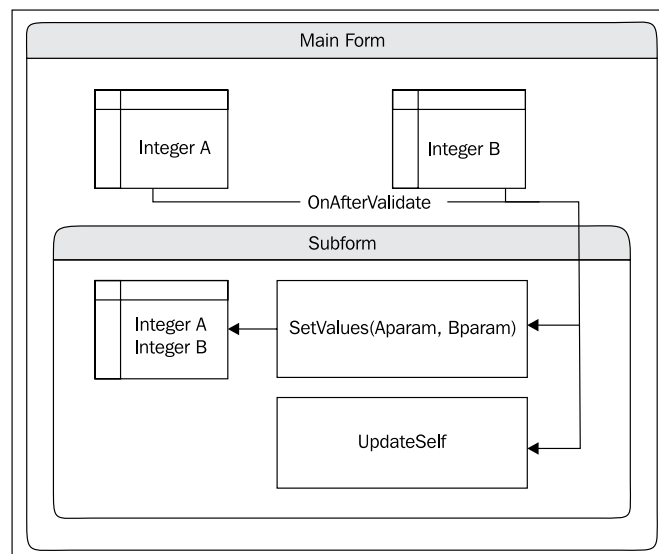 Main Form
Integer A
Integer B
OnAfterValidate
Subform
Integer A
Integer B
SetValues(Aparam, Bparam)
UpdateSelf